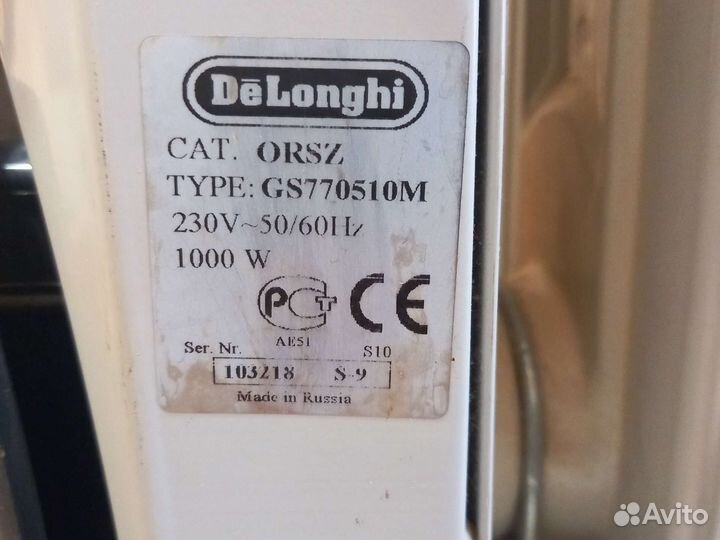 DēLonghi
CAT. ORSZ
TYPE: GS770510M
230V~50/60Hz
1000 W
РСТ CE
AE51
Ser. Nr. S10
103218 S-9
Made in Russia
Avito